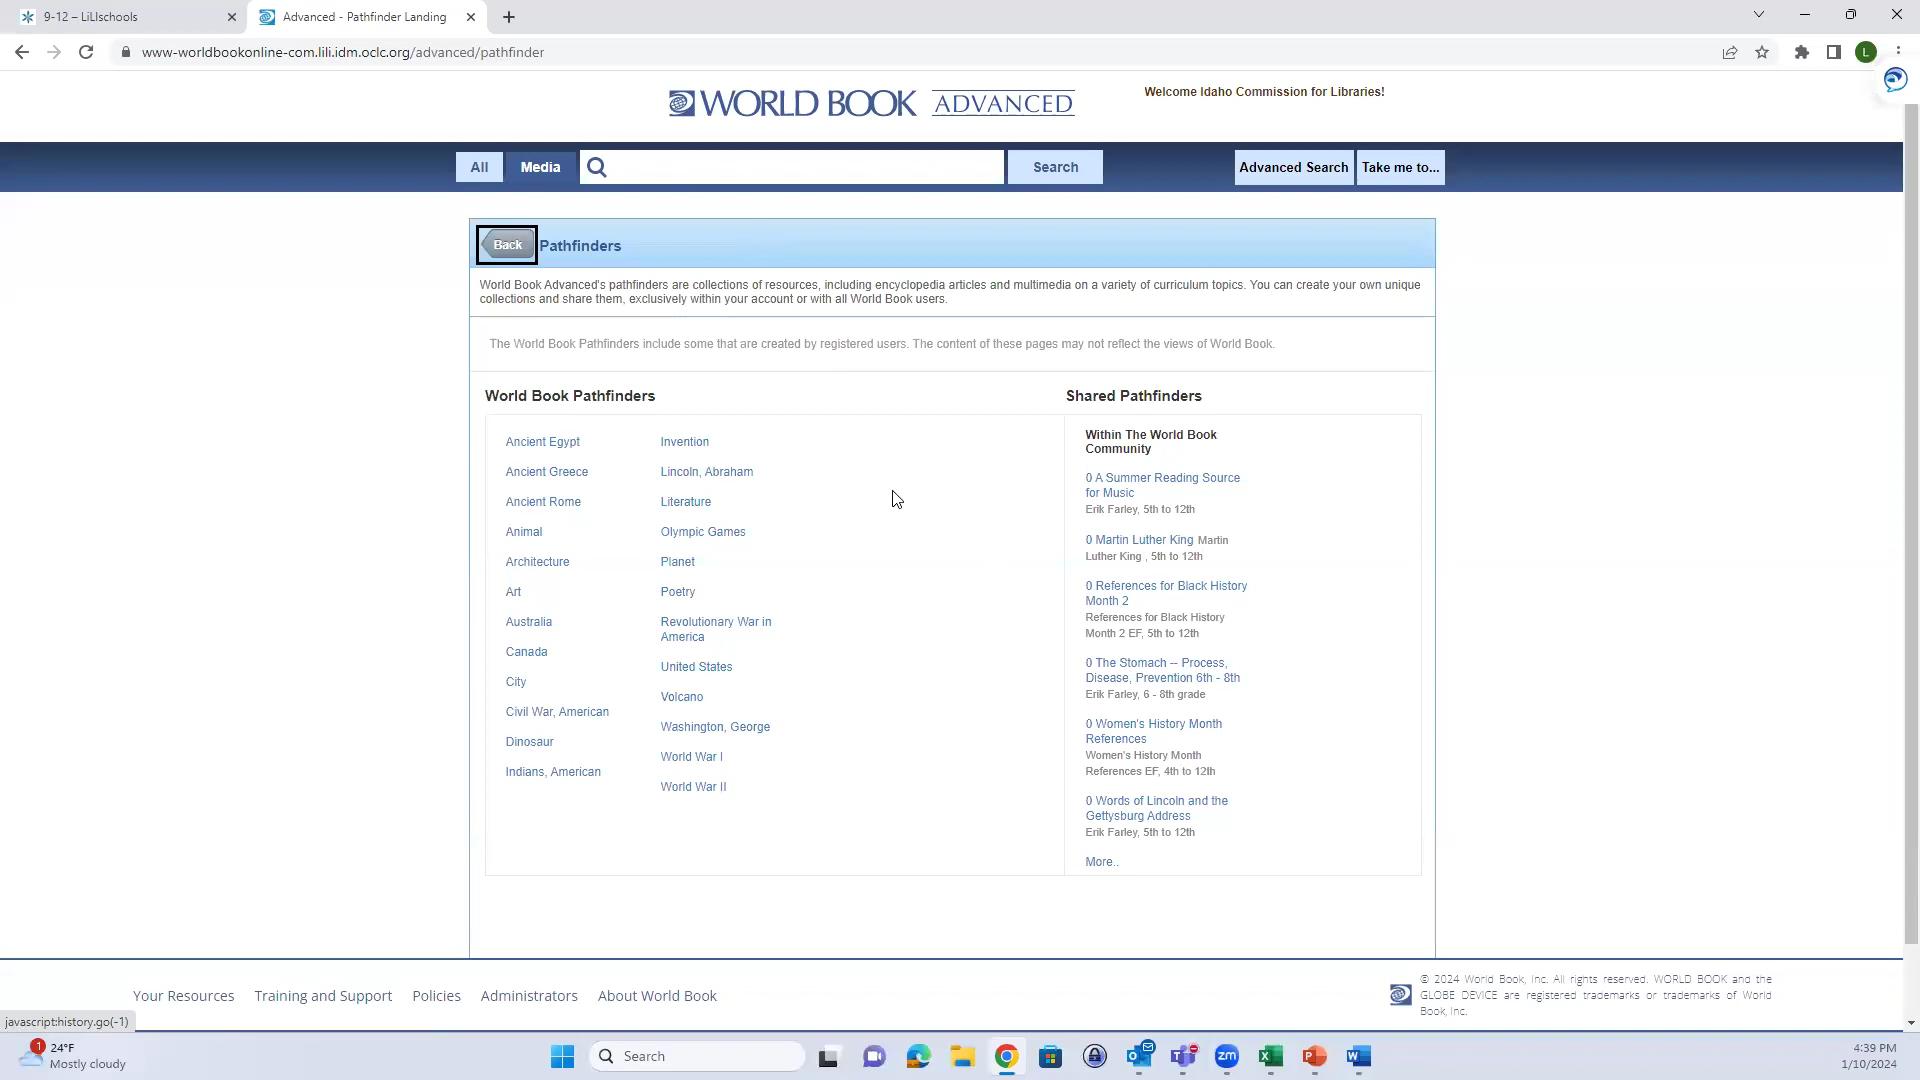 9-12 – LiLIschools
Advanced - Pathfinder Landing
www-worldbookonline-com.lili.idm.oclc.org/advanced/pathfinder
L
WORLD BOOK ADVANCED
Welcome Idaho Commission for Libraries!
All
Media
Search
Advanced Search
Take me to...
Back
Pathfinders
World Book Advanced's pathfinders are collections of resources, including encyclopedia articles and multimedia on a variety of curriculum topics. You can create your own unique
collections and share them, exclusively within your account or with all World Book users.
The World Book Pathfinders include some that are created by registered users. The content of these pages may not reflect the views of World Book.
World Book Pathfinders
Ancient Egypt
Ancient Greece
Ancient Rome
Animal
Architecture
Art
Australia
Canada
City
Civil War, American
Dinosaur
Indians, American
Invention
Lincoln, Abraham
Literature
Olympic Games
Planet
Poetry
Revolutionary War in
America
United States
Volcano
Washington, George
World War I
World War II
Shared Pathfinders
Within The World Book
Community
0 A Summer Reading Source
for Music
Erik Farley, 5th to 12th
0 Martin Luther King Martin
Luther King , 5th to 12th
0 References for Black History
Month 2
References for Black History
Month 2 EF, 5th to 12th
0 The Stomach -- Process,
Disease, Prevention 6th - 8th
Erik Farley, 6 - 8th grade
0 Women's History Month
References
Women's History Month
References EF, 4th to 12th
0 Words of Lincoln and the
Gettysburg Address
Erik Farley, 5th to 12th
More..
Your Resources
Training and Support
Policies
Administrators
About World Book
© 2024 World Book, Inc. All rights reserved. WORLD BOOK and the
GLOBE DEVICE are registered trademarks or trademarks of World
Book, Inc.
javascript:history.go(-1)
1
24°F
Mostly cloudy
Search
zm
4:39 PM
1/10/2024